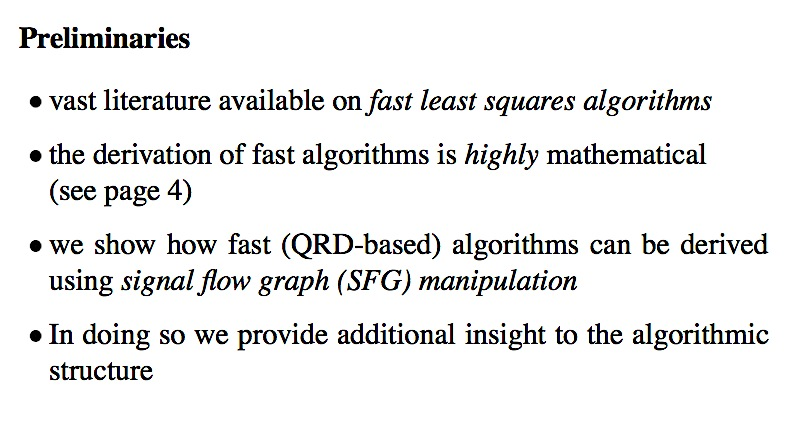 Preliminaries
• vast literature available on fast least squares algorithms
• the derivation of fast algorithms is highly mathematical
(see page 4)
• we show how fast (QRD-based) algorithms can be derived
using signal flow graph (SFG) manipulation
• In doing so we provide additional insight to the algorithmic
structure